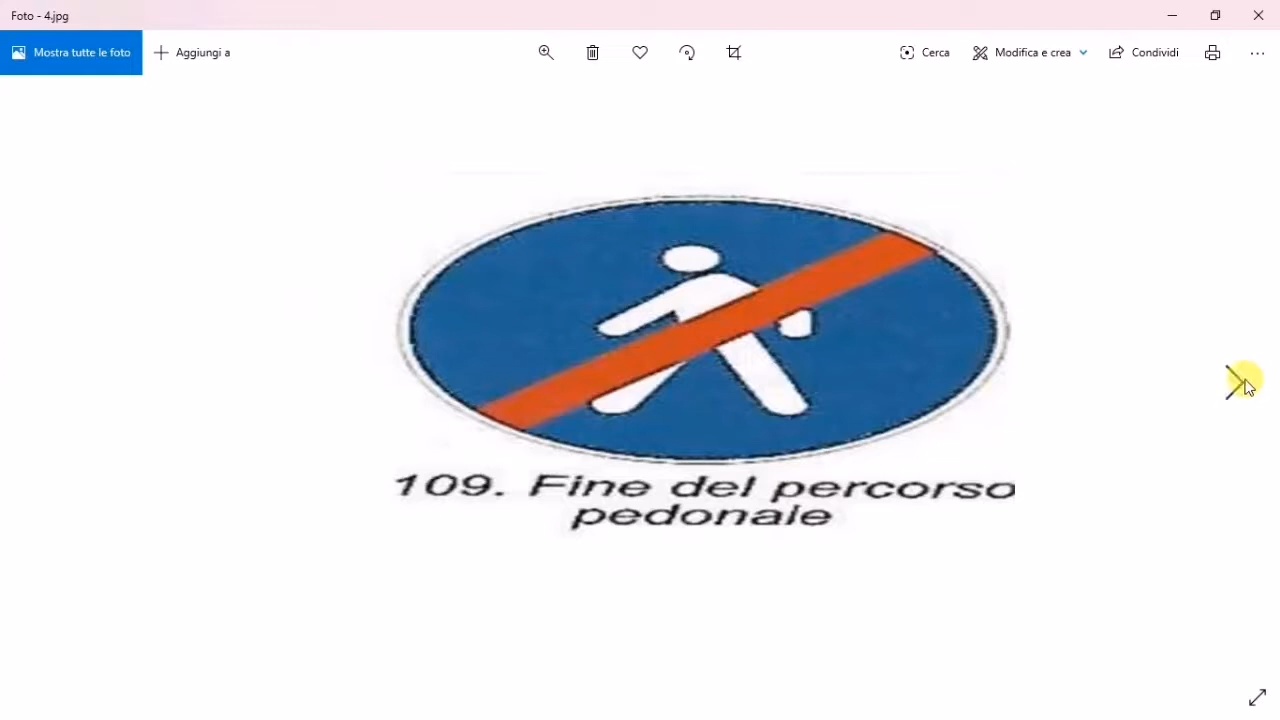 Foto - 4.jpg
Mostra tutte le foto
Aggiungi a
Cerca
Modifica e crea
Condividi
109. Fine del percorso
pedonale